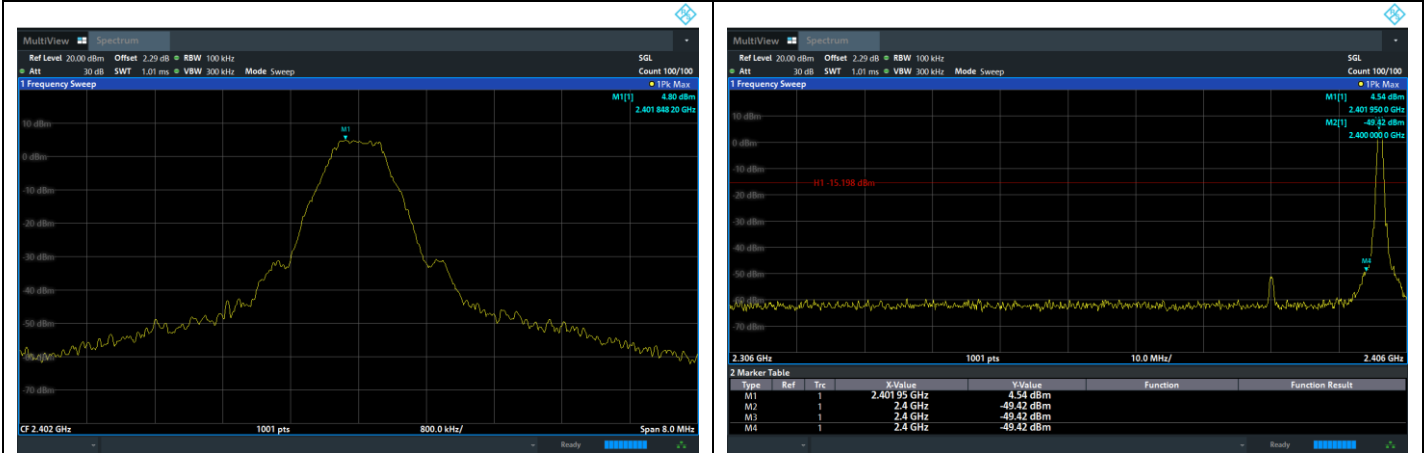 MultiView Spectrum
Ref Level 20.00 dBm Offset 2.29 dB RBW 100 kHz SGL
Att 30 dB SWT 1.01 ms VBW 300 kHz Mode Sweep Count 100/100
1 Frequency Sweep 1Pk Max
M1[1] 4.80 dBm
2.401 848 20 GHz
10 dBm
M1
0 dBm
-10 dBm
-20 dBm
-30 dBm
-40 dBm
-50 dBm
-70 dBm
CF 2.402 GHz 1001 pts 800.0 kHz/ Span 8.0 MHz
Ready
MultiView Spectrum
Ref Level 20.00 dBm Offset 2.29 dB RBW 100 kHz SGL
Att 30 dB SWT 1.01 ms VBW 300 kHz Mode Sweep Count 100/100
1 Frequency Sweep 1Pk Max
M1[1] 4.54 dBm
2.401 950 0 GHz
10 dBm
M2[1] -49.42 dBm
2.400 000 0 GHz
0 dBm
-10 dBm
H1 -15.198 dBm
-20 dBm
-30 dBm
-40 dBm
M4
-50 dBm
-60 dBm
-70 dBm
2.306 GHz 1001 pts 10.0 MHz/ 2.406 GHz
2 Marker Table
Type Ref Trc X-Value Y-Value Function Function Result
M1 1 2.401 95 GHz 4.54 dBm
M2 1 2.4 GHz -49.42 dBm
M3 1 2.4 GHz -49.42 dBm
M4 1 2.4 GHz -49.42 dBm
Ready